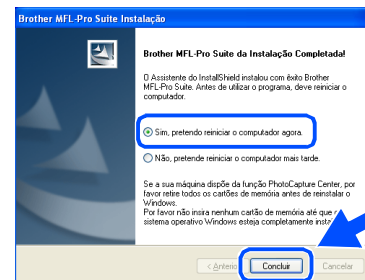 Brother MFL-Pro Suite Instalação
Brother MFL-Pro Suite da Instalação Completada!
O Assistente do InstallShield instalou com êxito Brother
MFL-Pro Suite. Antes de utilizar o programa, deve reiniciar o
computador.
Sim, pretendo reiniciar o computador agora.
Não, pretende reiniciar o computador mais tarde.
Se a sua máquina dispõe da função PhotoCapture Center, por
favor retire todos os cartões de memória antes de reinstalar o
Windows.
Por favor não insira nenhum cartão de memória até que o
sistema operativo Windows esteja completamente
< Anterio
Concluir
Cancelar